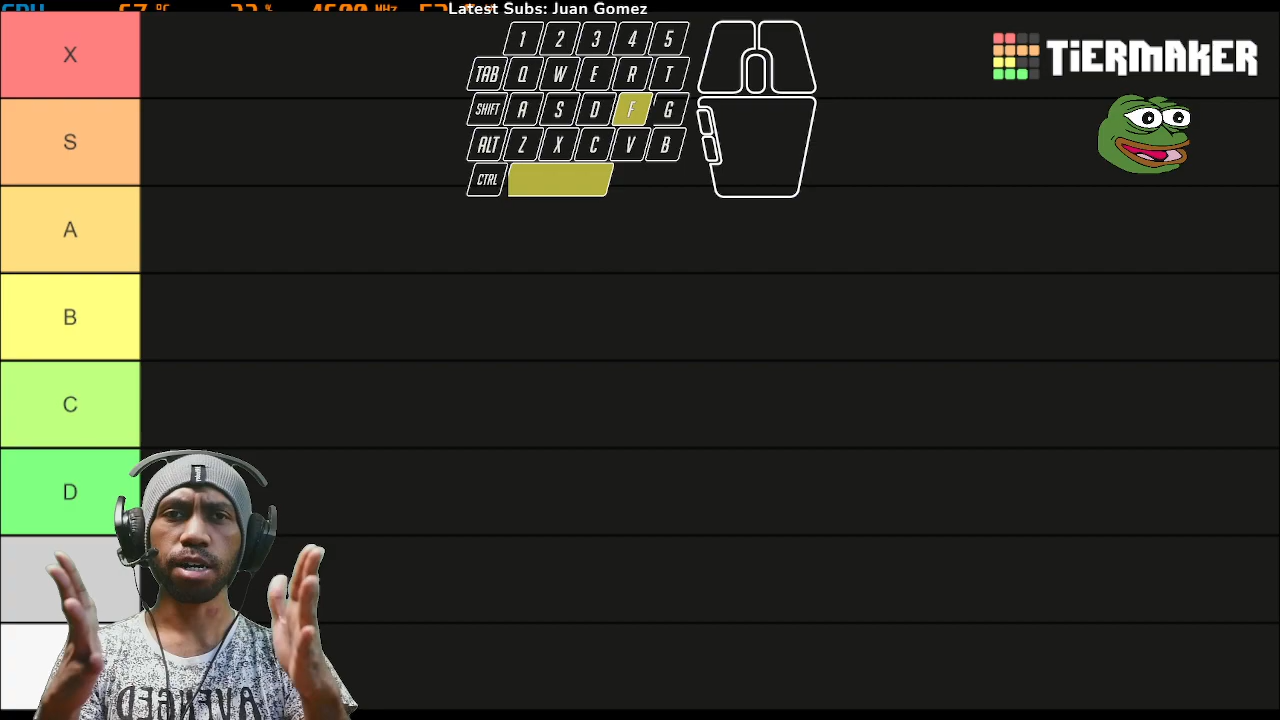 Latest Subs: Juan Gomez
X
S
A
B
C
D
1 2 3 4 5
TAB Q W E R T
SHIFT A S D F G
ALT Z X C V B
CTRL
TiERMAKER